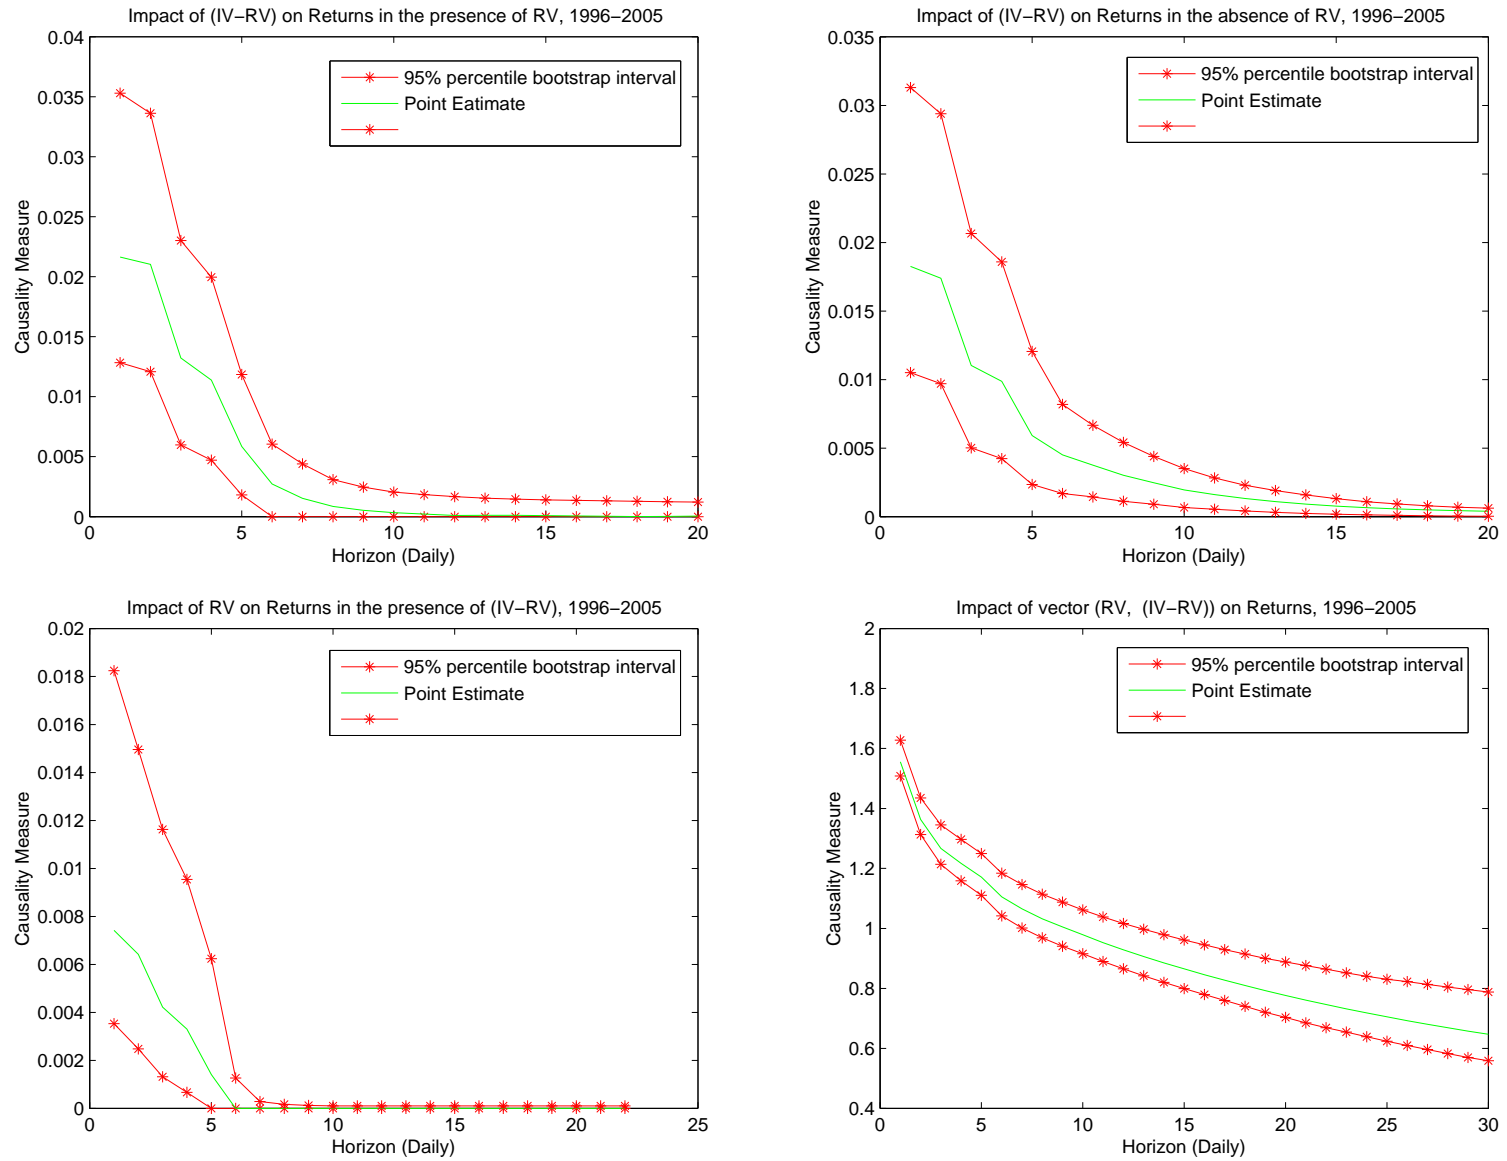 Impact of (IV−RV) on Returns in the presence of RV, 1996−2005
0.04
0.035
0.03
0.025
0.02
0.015
0.01
0.005
0
Causality Measure
95% percentile bootstrap interval
Point Eatimate
0 5 10 15 20
Horizon (Daily)
Impact of (IV−RV) on Returns in the absence of RV, 1996−2005
0.035
0.03
0.025
0.02
0.015
0.01
0.005
0
Causality Measure
95% percentile bootstrap interval
Point Estimate
0 5 10 15 20
Horizon (Daily)
Impact of RV on Returns in the presence of (IV−RV), 1996−2005
0.02
0.018
0.016
0.014
0.012
0.01
0.008
0.006
0.004
0.002
0
Causality Measure
95% percentile bootstrap interval
Point Estimate
0 5 10 15 20 25
Horizon (Daily)
Impact of vector (RV, (IV−RV)) on Returns, 1996−2005
2
1.8
1.6
1.4
1.2
1
0.8
0.6
0.4
Causality Measure
95% percentile bootstrap interval
Point Estimate
0 5 10 15 20 25 30
Horizon (Daily)